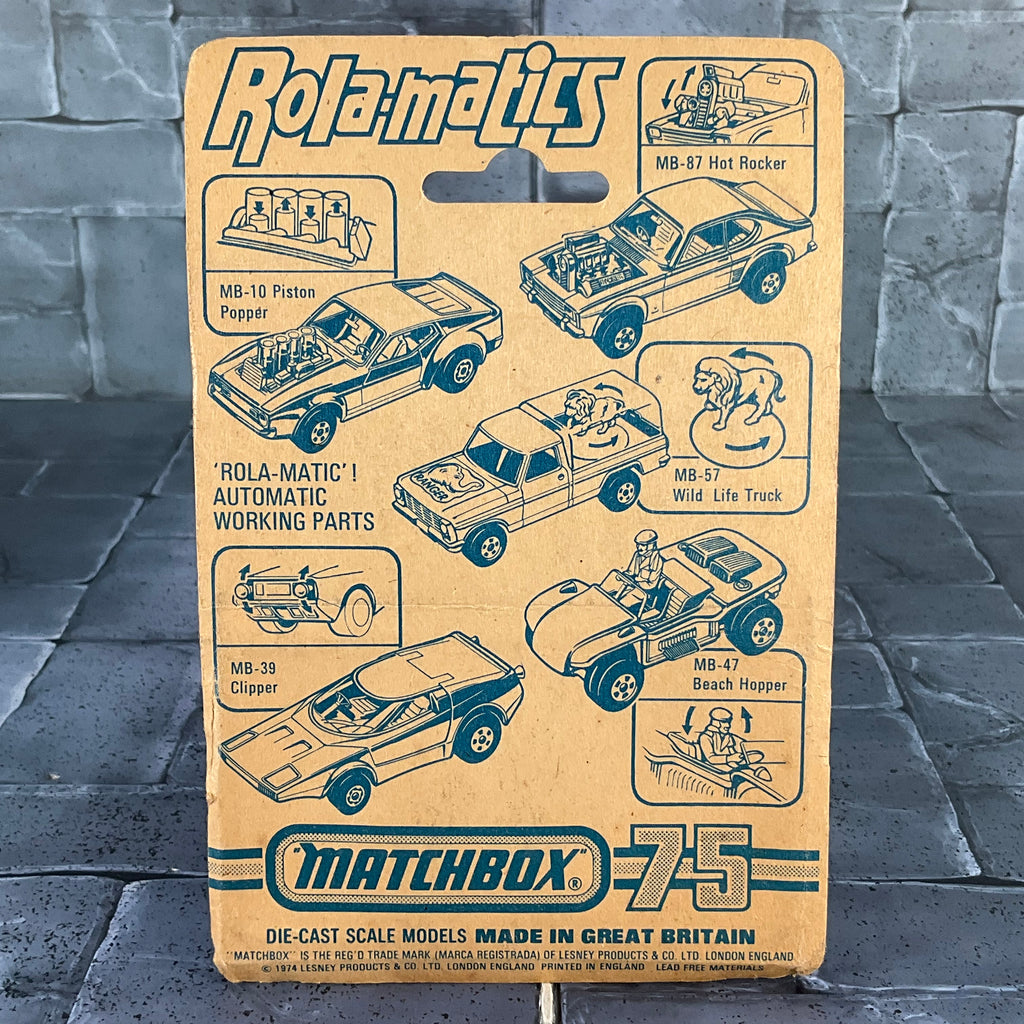 Rola-matics
MB-87 Hot Rocker
MB-10 Piston
Popper
'ROLA-MATIC'!
AUTOMATIC
WORKING PARTS
RANGER
MB-57
Wild Life Truck
MB-39
Clipper
MB-47
Beach Hopper
"MATCHBOX"® 75
DIE-CAST SCALE MODELS MADE IN GREAT BRITAIN
"MATCHBOX" IS THE REG'D TRADE MARK (MARCA REGISTRADA) OF LESNEY PRODUCTS & CO. LTD. LONDON ENGLAND
© 1974 LESNEY PRODUCTS & CO. LTD. LONDON ENGLAND PRINTED IN ENGLAND LEAD FREE MATERIALS